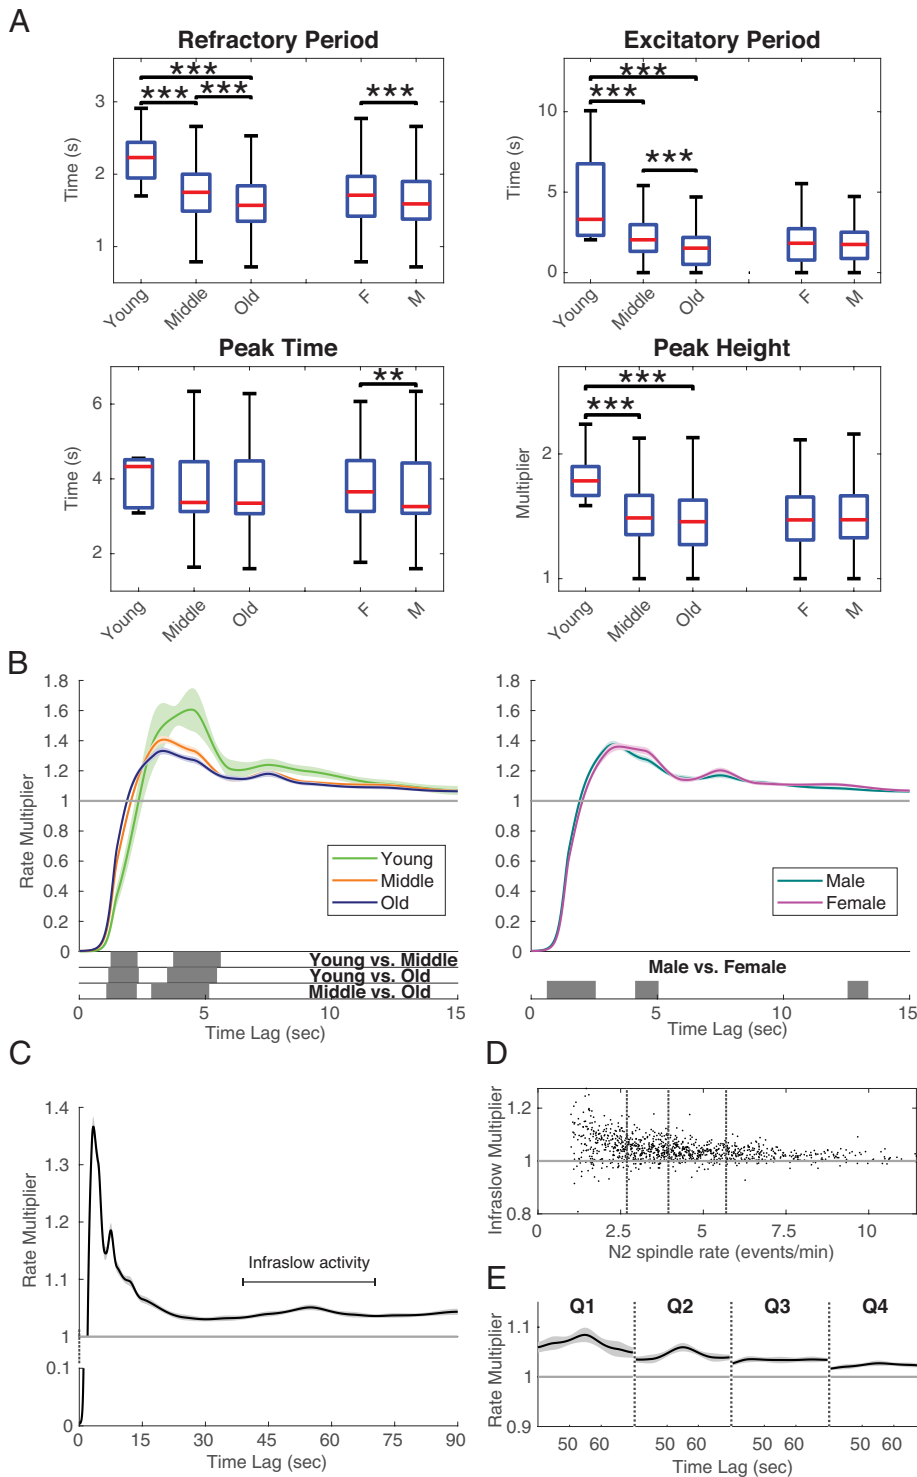 A
Refractory Period
Excitatory Period
***
***
***
***
Time (s)
3
2
1
Young
Middle
Old
F
M
***
***
***
Time (s)
10
5
0
Young
Middle
Old
F
M
Peak Time
Peak Height
**
Time (s)
6
4
2
Young
Middle
Old
F
M
***
***
Multiplier
2
1
Young
Middle
Old
F
M
B
Rate Multiplier
1.8
1.6
1.4
1.2
1
0.8
0.6
0.4
0.2
0
Young
Middle
Old
Young vs. Middle
Young vs. Old
Middle vs. Old
0 5 10 15
Time Lag (sec)
1.8
1.6
1.4
1.2
1
0.8
0.6
0.4
0.2
0
Male
Female
Male vs. Female
0 5 10 15
Time Lag (sec)
C
Rate Multiplier
1.4
1.3
1.2
1.1
1
0.1
0
Infraslow activity
0 15 30 45 60 75 90
Time Lag (sec)
D
Infraslow Multiplier
1.2
1
0.8
0 2.5 5 7.5 10
N2 spindle rate (events/min)
E
Rate Multiplier
1.1
1
0.9
Q1 Q2 Q3 Q4
50 60 50 60 50 60 50 60
Time Lag (sec)